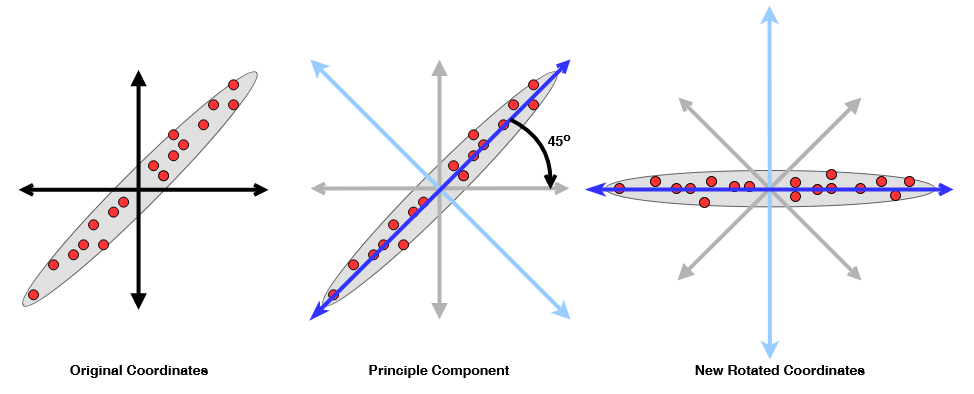 45°
Original Coordinates
Principle Component
New Rotated Coordinates